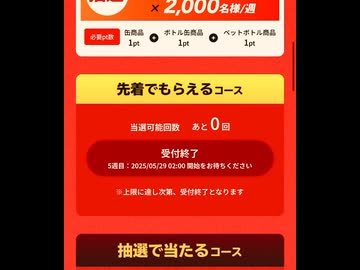 × 2,000名様/週
必要pt数 缶商品 1pt + ボトル缶商品 1pt + ペットボトル商品 1pt
先着でもらえるコース
当選可能回数 あと0回
受付終了
5週目：2025/05/29 02:00 開始をお待ちください
※上限に達し次第、受付終了となります
抽選で当たるコース